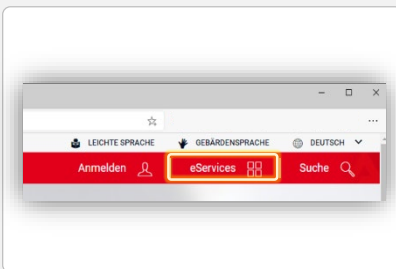 LEICHTE SPRACHE GEBÄRDENSPRACHE DEUTSCH
Anmelden eServices Suche